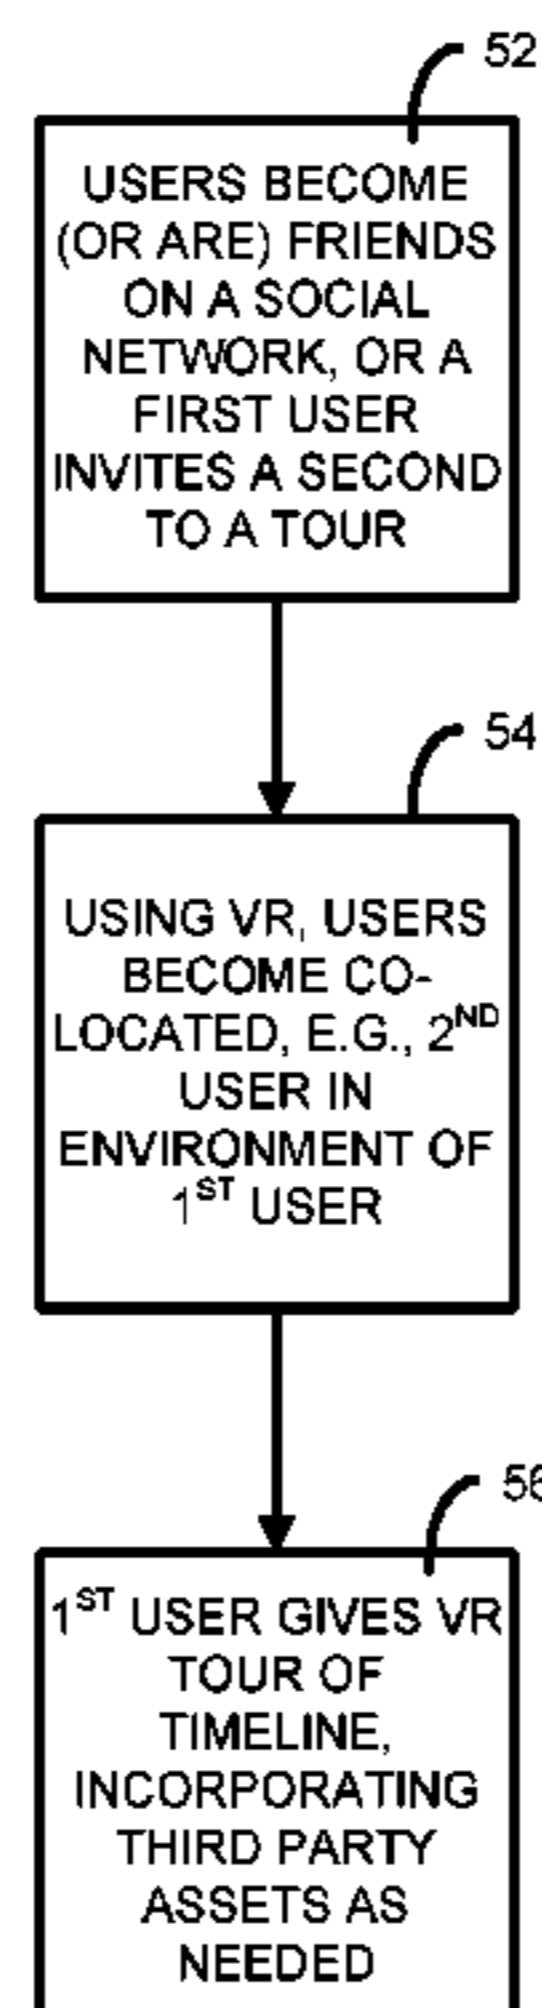 52
USERS BECOME
(OR ARE) FRIENDS
ON A SOCIAL
NETWORK, OR A
FIRST USER
INVITES A SECOND
TO A TOUR
54
USING VR, USERS
BECOME CO-
LOCATED, E.G., 2ND
USER IN
ENVIRONMENT OF
1ST USER
56
1ST USER GIVES VR
TOUR OF
TIMELINE,
INCORPORATING
THIRD PARTY
ASSETS AS
NEEDED